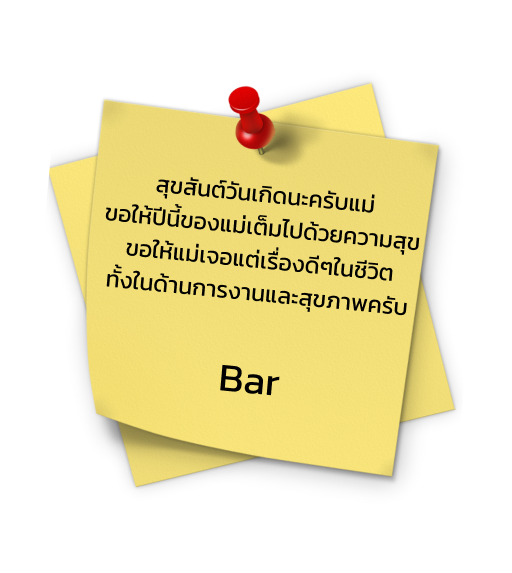 สุขสันต์วันเกิดนะครับแม่
ขอให้ปีนี้ของแม่เต็มไปด้วยความสุข
ขอให้แม่เจอแต่เรื่องดีๆในชีวิต
ทั้งในด้านการงานและสุขภาพครับ
Bar